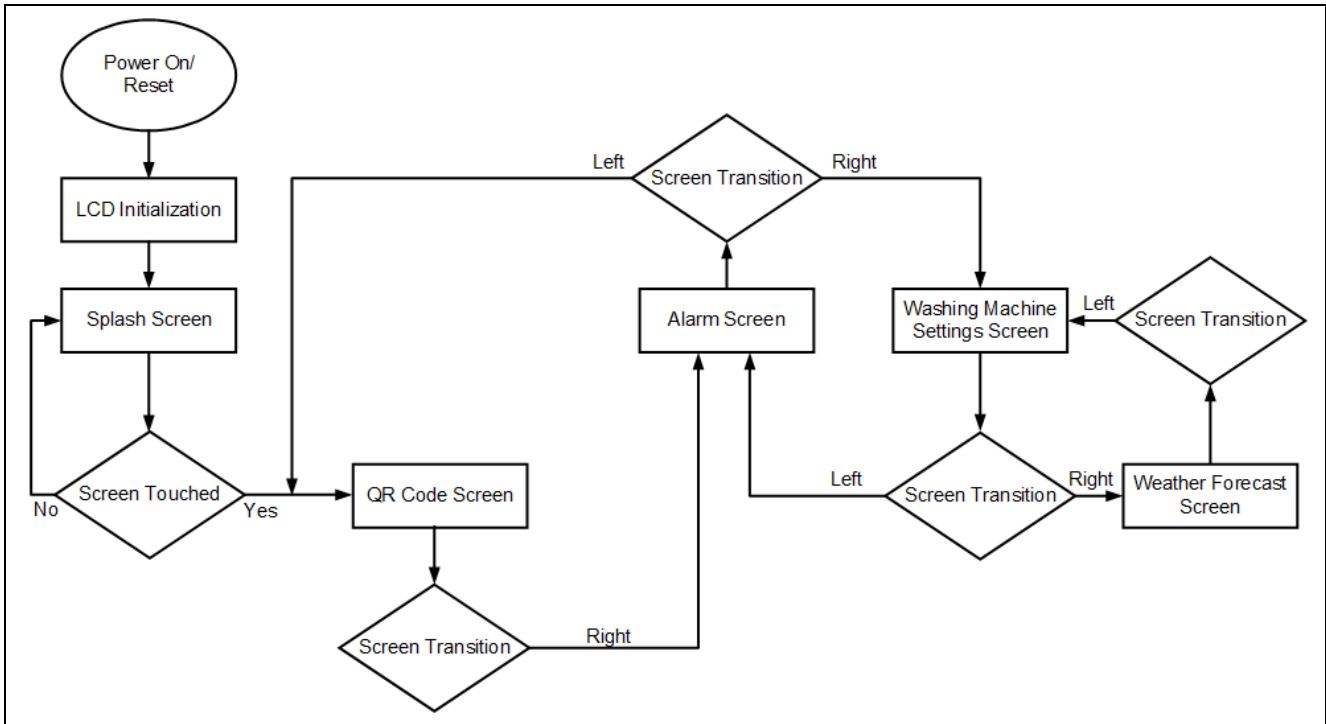 Power On/
Reset
LCD Initialization
Splash Screen
Screen Touched
No
Yes
QR Code Screen
Screen Transition
Right
Alarm Screen
Screen Transition
Left
Right
Washing Machine
Settings Screen
Screen Transition
Left
Right
Weather Forecast
Screen
Screen Transition
Left